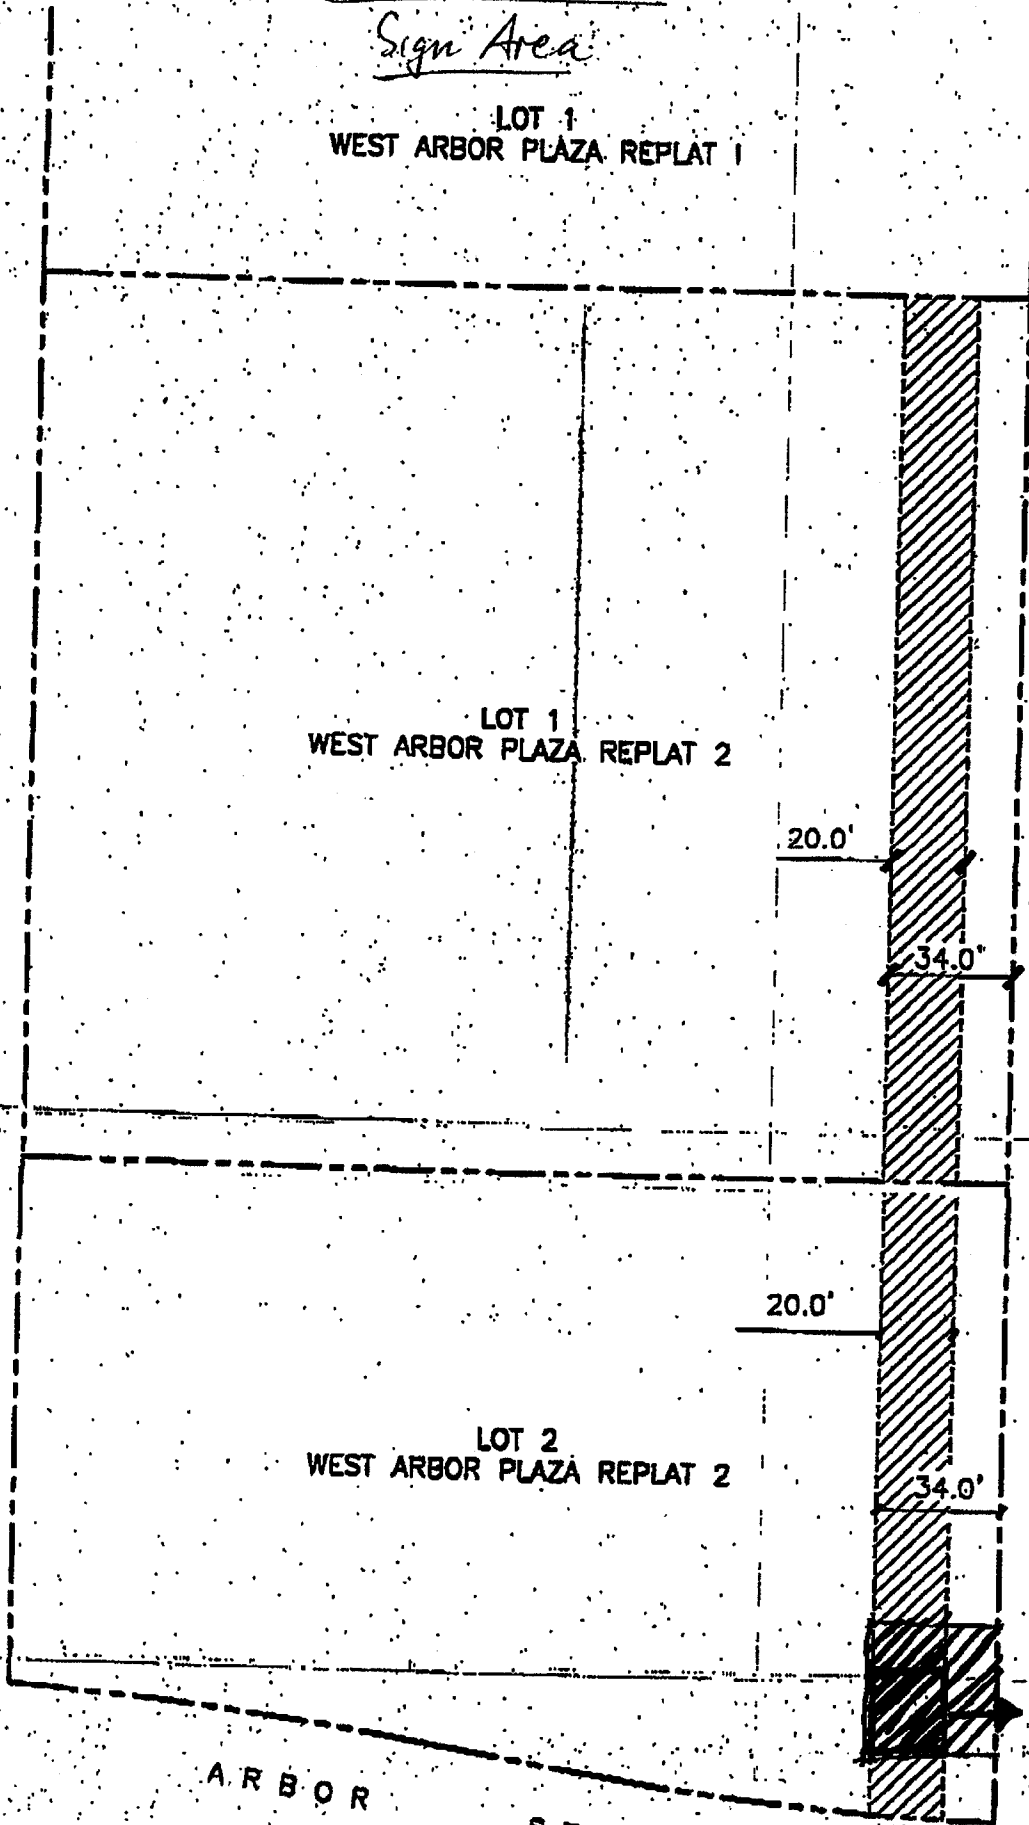 Sign Area
LOT 1
WEST ARBOR PLAZA REPLAT 1
LOT 1
WEST ARBOR PLAZA REPLAT 2
20.0'
34.0'
20.0'
LOT 2
WEST ARBOR PLAZA REPLAT 2
34.0'
ARBOR